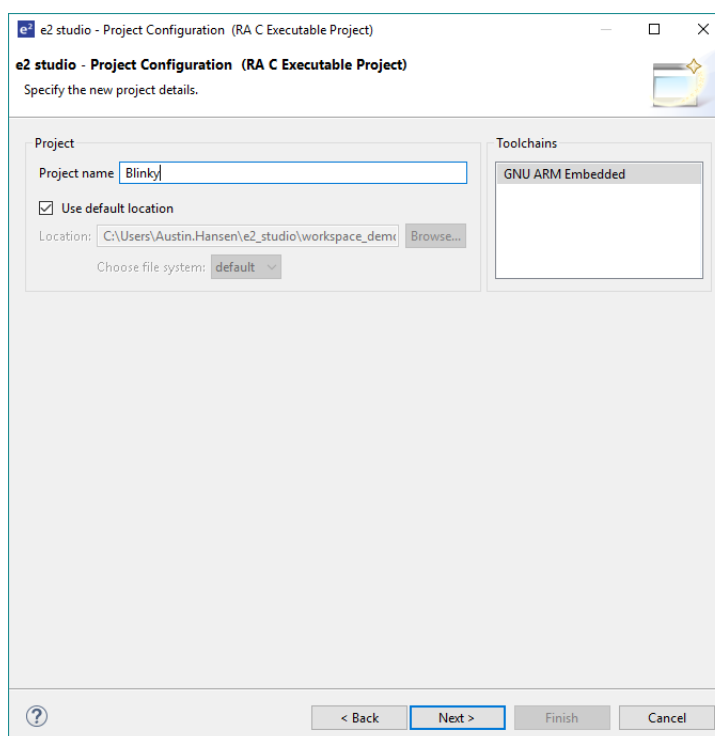 e² e2 studio - Project Configuration (RA C Executable Project)
e2 studio - Project Configuration (RA C Executable Project)
Specify the new project details.
Project
Project name Blinky
Use default location
Location: C:\Users\Austin.Hansen\e2_studio\workspace_dem Browse...
Choose file system: default
Toolchains
GNU ARM Embedded
? < Back Next > Finish Cancel